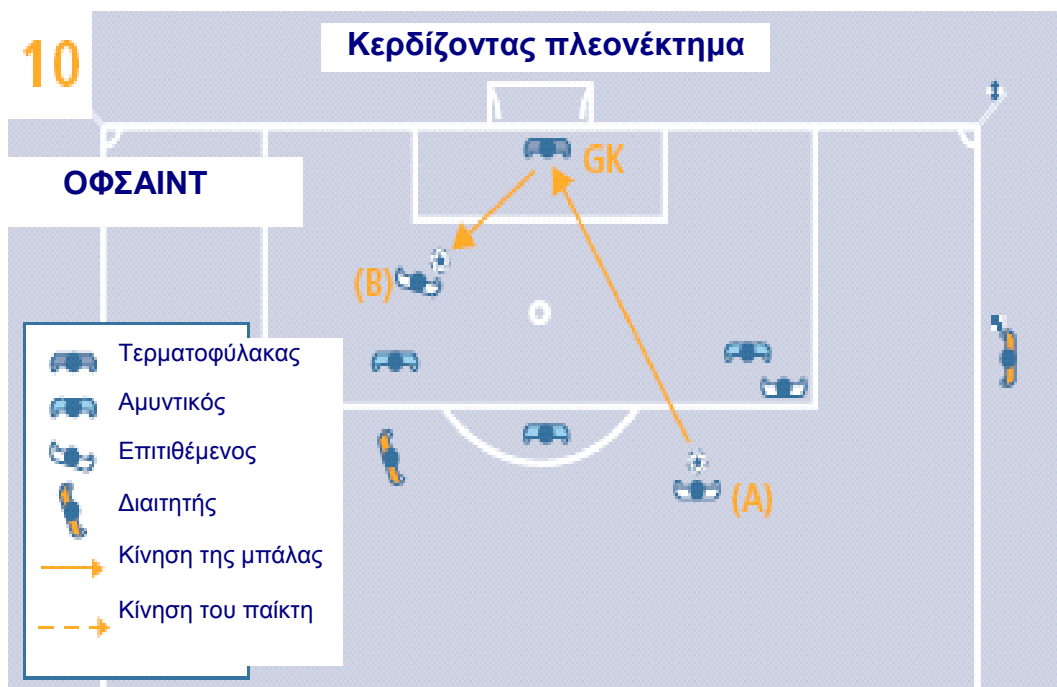 10
Κερδίζοντας πλεονέκτημα
ΟΦΣΑΙΝΤ
GK
(B)
(A)
Τερματοφύλακας
Αμυντικός
Επιτιθέμενος
Διαιτητής
Κίνηση της μπάλας
Κίνηση του παίκτη